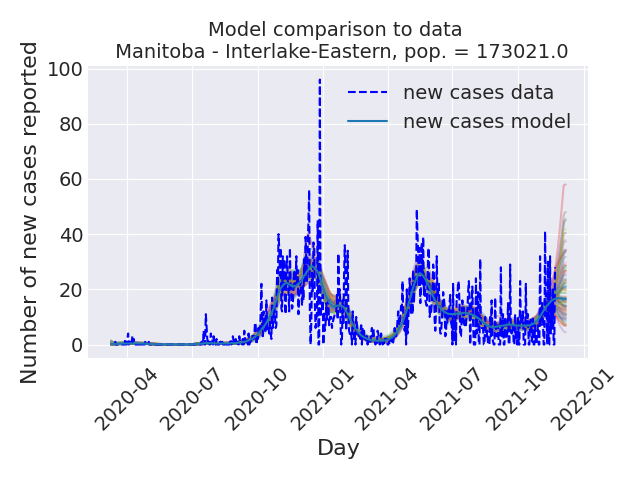 Model comparison to data
Manitoba - Interlake-Eastern, pop. = 173021.0
Number of new cases reported
100
80
60
40
20
0
new cases data
new cases model
2020-04
2020-07
2020-10
2021-01
2021-04
2021-07
2021-10
2022-01
Day